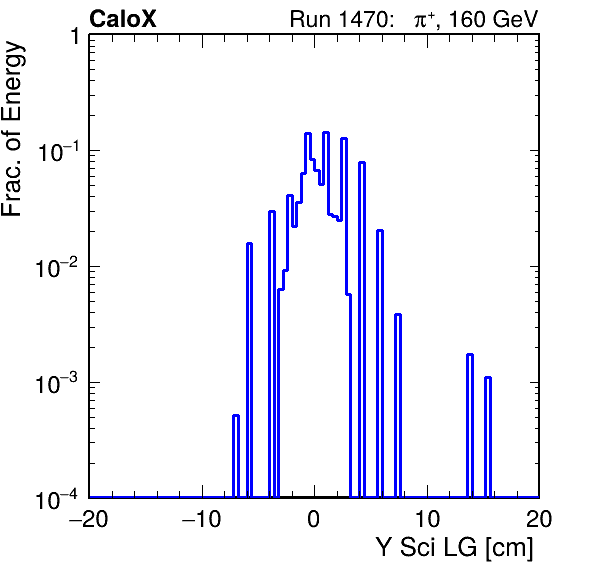 CaloX Run 1470: π⁺, 160 GeV
Frac. of Energy
1
10⁻¹
10⁻²
10⁻³
10⁻⁴
−20 −10 0 10 20
Y Sci LG [cm]